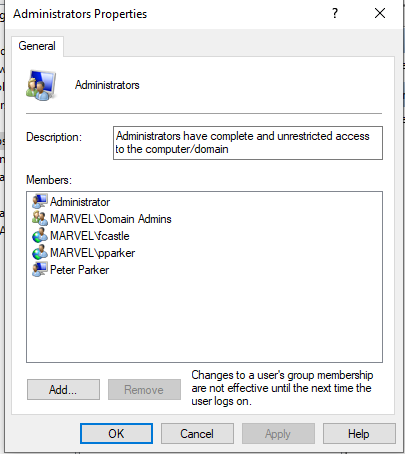 Administrators Properties
?
General
Administrators
Description:
Administrators have complete and unrestricted access
to the computer/domain
Members:
Administrator
MARVEL\Domain Admins
MARVEL\fcastle
MARVEL\pparker
Peter Parker
Add...
Remove
Changes to a user's group membership
are not effective until the next time the
user logs on.
OK
Cancel
Apply
Help